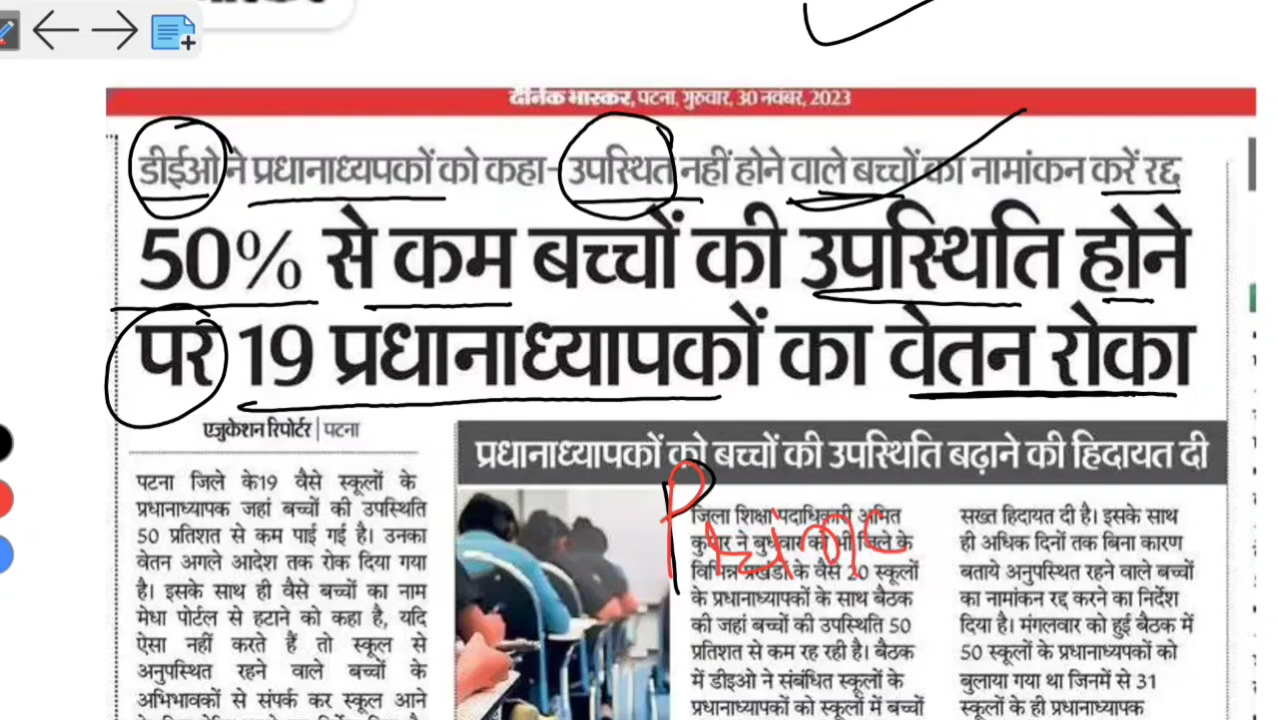 दैनिक भास्कर, पटना, गुरुवार, 30 नवंबर, 2023
डीईओ ने प्रधानाध्यपकों को कहा- उपस्थित नहीं होने वाले बच्चों का नामांकन करें रद्द
50% से कम बच्चों की उपस्थिति होने
पर 19 प्रधानाध्यापकों का वेतन रोका
एजुकेशन रिपोर्टर | पटना
पटना जिले के19 वैसे स्कूलों के
प्रधानाध्यापक जहां बच्चों की उपस्थिति
50 प्रतिशत से कम पाई गई है। उनका
वेतन अगले आदेश तक रोक दिया गया
है। इसके साथ ही वैसे बच्चों का नाम
मेधा पोर्टल से हटाने को कहा है, यदि
ऐसा नहीं करते हैं तो स्कूल से
अनुपस्थित रहने वाले बच्चों के
अभिभावकों से संपर्क कर स्कूल आने
प्रधानाध्यापकों को बच्चों की उपस्थिति बढ़ाने की हिदायत दी
जिला शिक्षा पदाधिकारी अमित
कुमार ने बुधवार को भी जिले के
विभिन्न प्रखंडों के वैसे 20 स्कूलों
के प्रधानाध्यापकों के साथ बैठक
की जहां बच्चों की उपस्थिति 50
प्रतिशत से कम रह रही है। बैठक
में डीइओ ने संबंधित स्कूलों के
प्रधानाध्यापकों को स्कूलों में बच्चों
सख्त हिदायत दी है। इसके साथ
ही अधिक दिनों तक बिना कारण
बताये अनुपस्थित रहने वाले बच्चों
का नामांकन रद्द करने का निर्देश
दिया है। मंगलवार को हुई बैठक में
50 स्कूलों के प्रधानाध्यापकों को
बुलाया गया था जिनमें से 31
स्कूलों के ही प्रधानाध्यापक